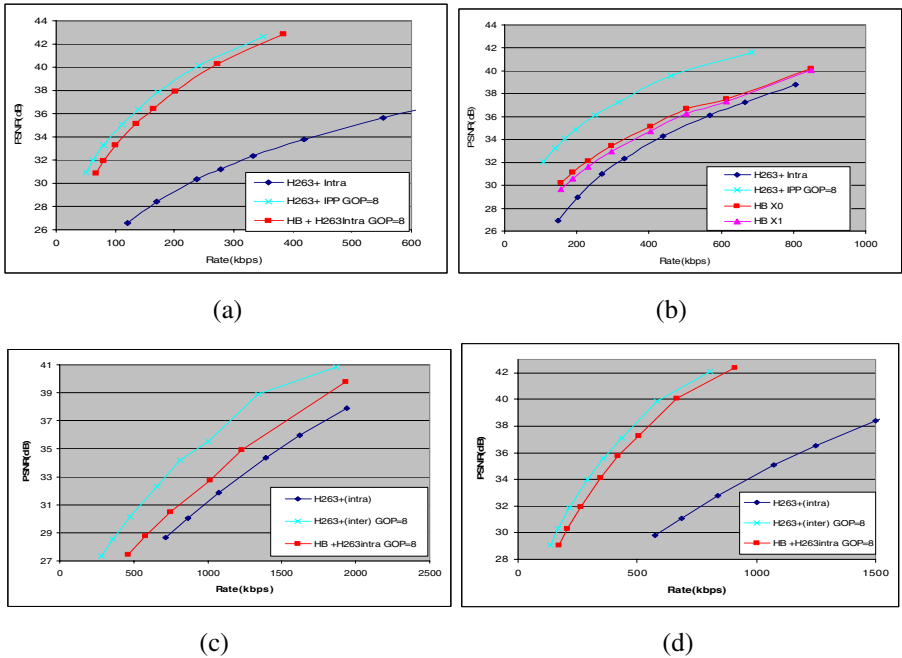 44
42
40
38
36
34
32
30
28
26
PSNR(dB)
H263+ Intra
H263+ IPP GOP=8
HB + H263Intra GOP=8
0 100 200 300 400 500 600
Rate(kbps)
(a)
44
42
40
38
36
34
32
30
28
26
PSNR(dB)
H263+ Intra
H263+ IPP GOP=8
HB X0
HB X1
0 200 400 600 800 1000
Rate(kbps)
(b)
41
39
37
35
33
31
29
27
PSNR(dB)
H263+(intra)
H263+(inter) GOP=8
HB +H263intra GOP=8
0 500 1000 1500 2000 2500
Rate(kbps)
(c)
42
40
38
36
34
32
30
28
PSNR(dB)
H263+(intra)
H263+(inter) GOP=8
HB +H263intra GOP=8
0 500 1000 1500
Rate(kbps)
(d)